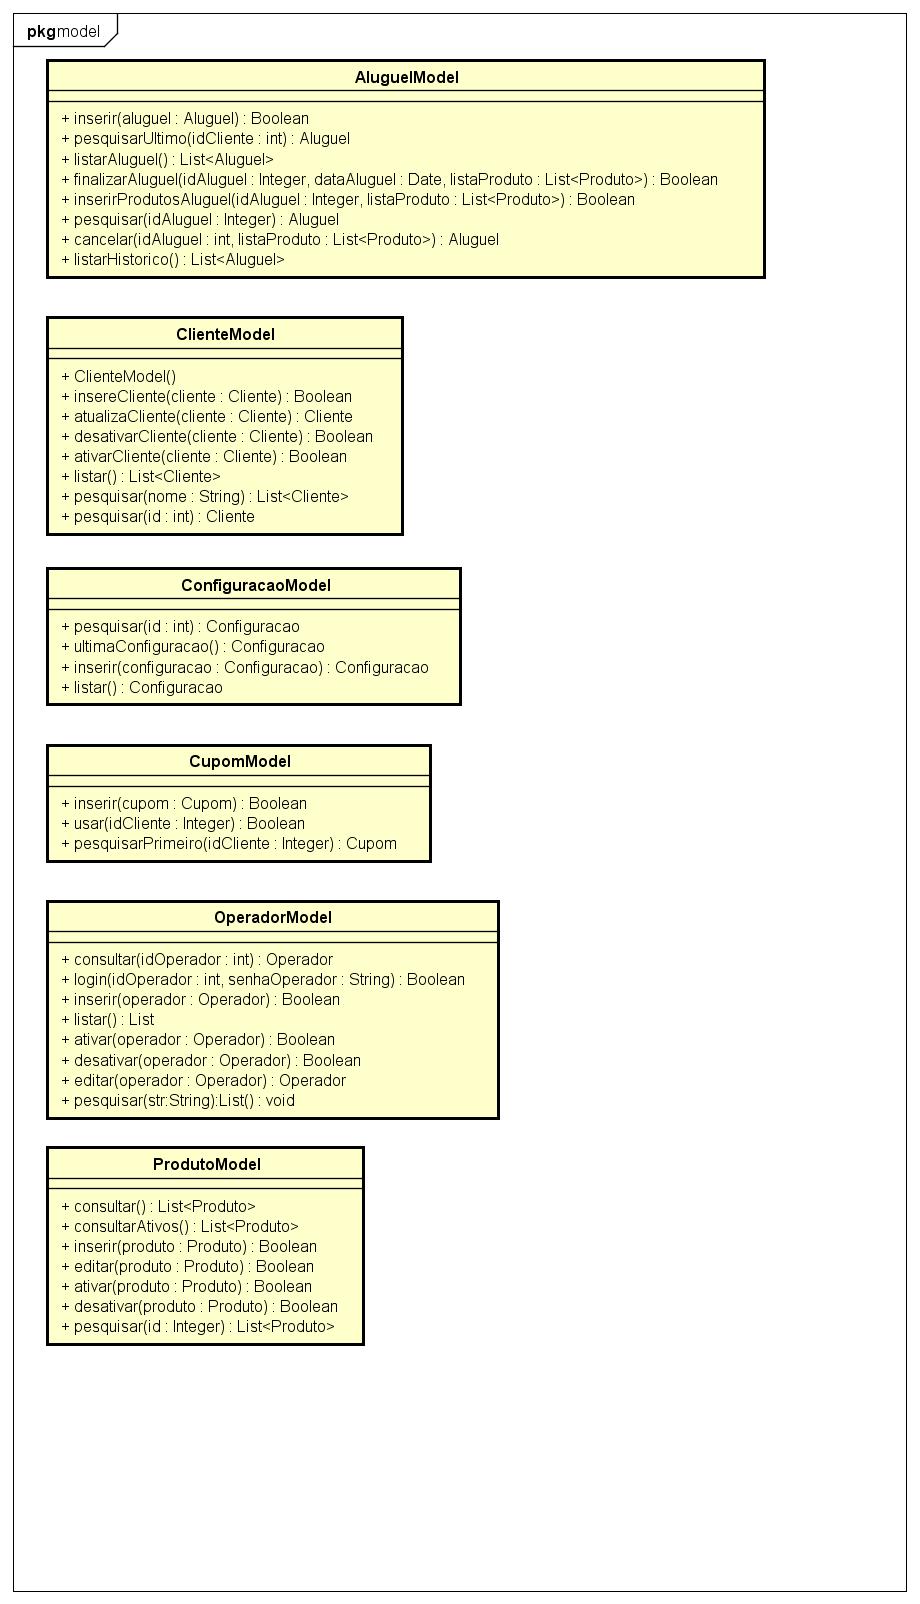 pkg model
AluguelModel
+ inserir(aluguel : Aluguel) : Boolean
+ pesquisarUltimo(idCliente : int) : Aluguel
+ listarAluguel() : List<Aluguel>
+ finalizarAluguel(idAluguel : Integer, dataAluguel : Date, listaProduto : List<Produto>) : Boolean
+ inserirProdutosAluguel(idAluguel : Integer, listaProduto : List<Produto>) : Boolean
+ pesquisar(idAluguel : Integer) : Aluguel
+ cancelar(idAluguel : int, listaProduto : List<Produto>) : Aluguel
+ listarHistorico() : List<Aluguel>
ClienteModel
+ ClienteModel()
+ insereCliente(cliente : Cliente) : Boolean
+ atualizaCliente(cliente : Cliente) : Cliente
+ desativarCliente(cliente : Cliente) : Boolean
+ ativarCliente(cliente : Cliente) : Boolean
+ listar() : List<Cliente>
+ pesquisar(nome : String) : List<Cliente>
+ pesquisar(id : int) : Cliente
ConfiguracaoModel
+ pesquisar(id : int) : Configuracao
+ ultimaConfiguracao() : Configuracao
+ inserir(configuracao : Configuracao) : Configuracao
+ listar() : Configuracao
CupomModel
+ inserir(cupom : Cupom) : Boolean
+ usar(idCliente : Integer) : Boolean
+ pesquisarPrimeiro(idCliente : Integer) : Cupom
OperadorModel
+ consultar(idOperador : int) : Operador
+ login(idOperador : int, senhaOperador : String) : Boolean
+ inserir(operador : Operador) : Boolean
+ listar() : List
+ ativar(operador : Operador) : Boolean
+ desativar(operador : Operador) : Boolean
+ editar(operador : Operador) : Operador
+ pesquisar(str:String):List() : void
ProdutoModel
+ consultar() : List<Produto>
+ consultarAtivos() : List<Produto>
+ inserir(produto : Produto) : Boolean
+ editar(produto : Produto) : Boolean
+ ativar(produto : Produto) : Boolean
+ desativar(produto : Produto) : Boolean
+ pesquisar(id : Integer) : List<Produto>